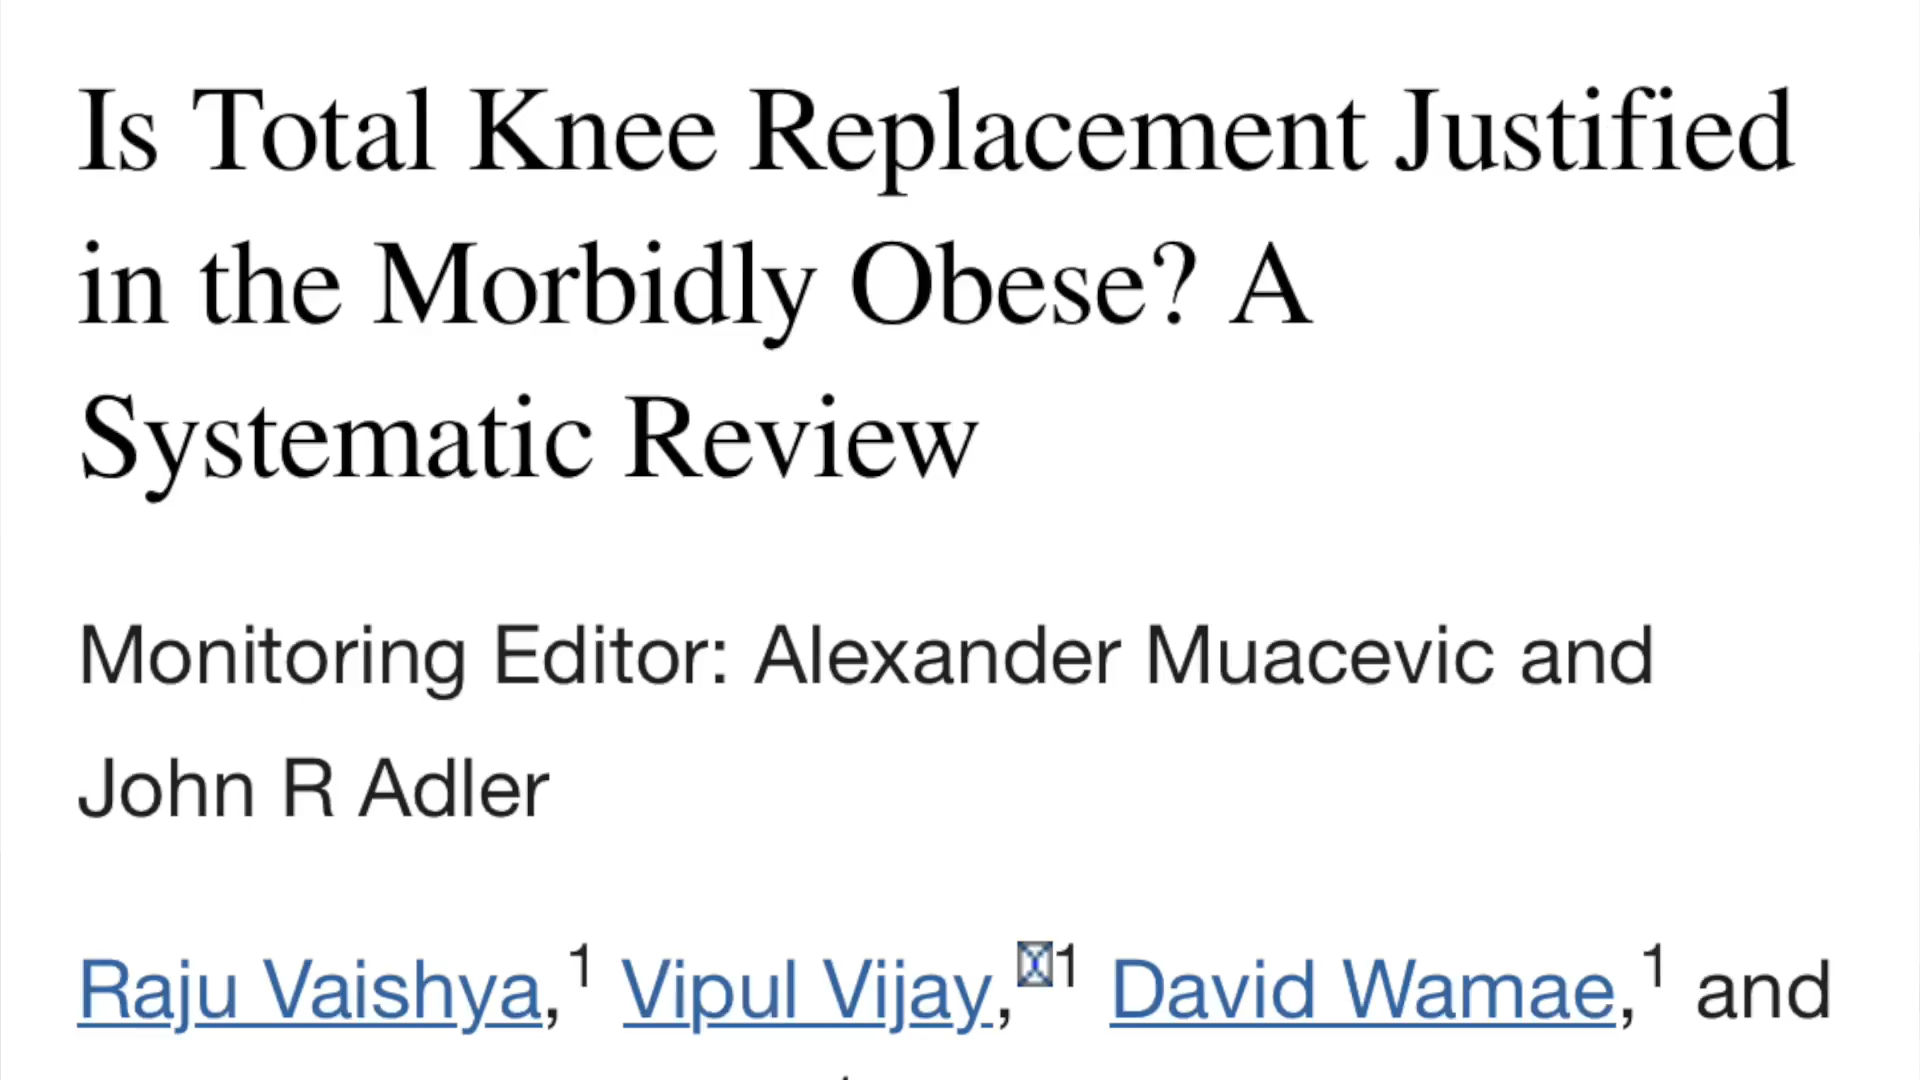 Is Total Knee Replacement Justified
in the Morbidly Obese? A
Systematic Review
Monitoring Editor: Alexander Muacevic and
John R Adler
Raju Vaishya,1 Vipul Vijay,1 David Wamae,1 and